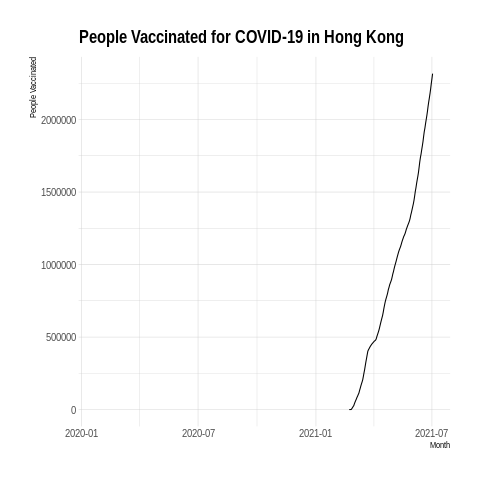 People Vaccinated for COVID-19 in Hong Kong
People Vaccinated
2000000
1500000
1000000
500000
0
2020-01 2020-07 2021-01 2021-07
Month